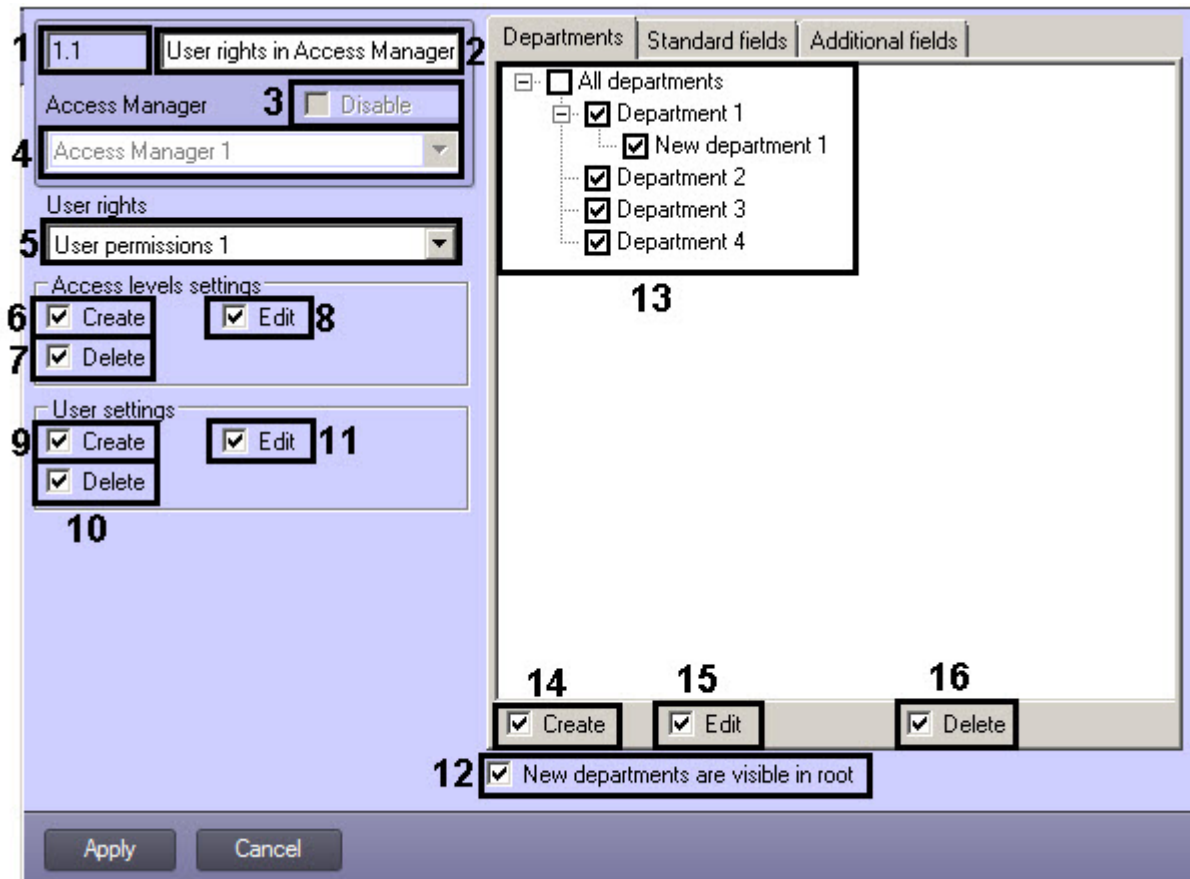 1 1.1 User rights in Access Manager 2
Access Manager 3 Disable
4 Access Manager 1
User rights
5 User permissions 1
Access levels settings
6 Create Edit 8
7 Delete
User settings
9 Create Edit 11
Delete
10
Departments Standard fields Additional fields
All departments
Department 1
New department 1
Department 2
Department 3
Department 4
13
14 15 16
Create Edit Delete
12 New departments are visible in root
Apply Cancel